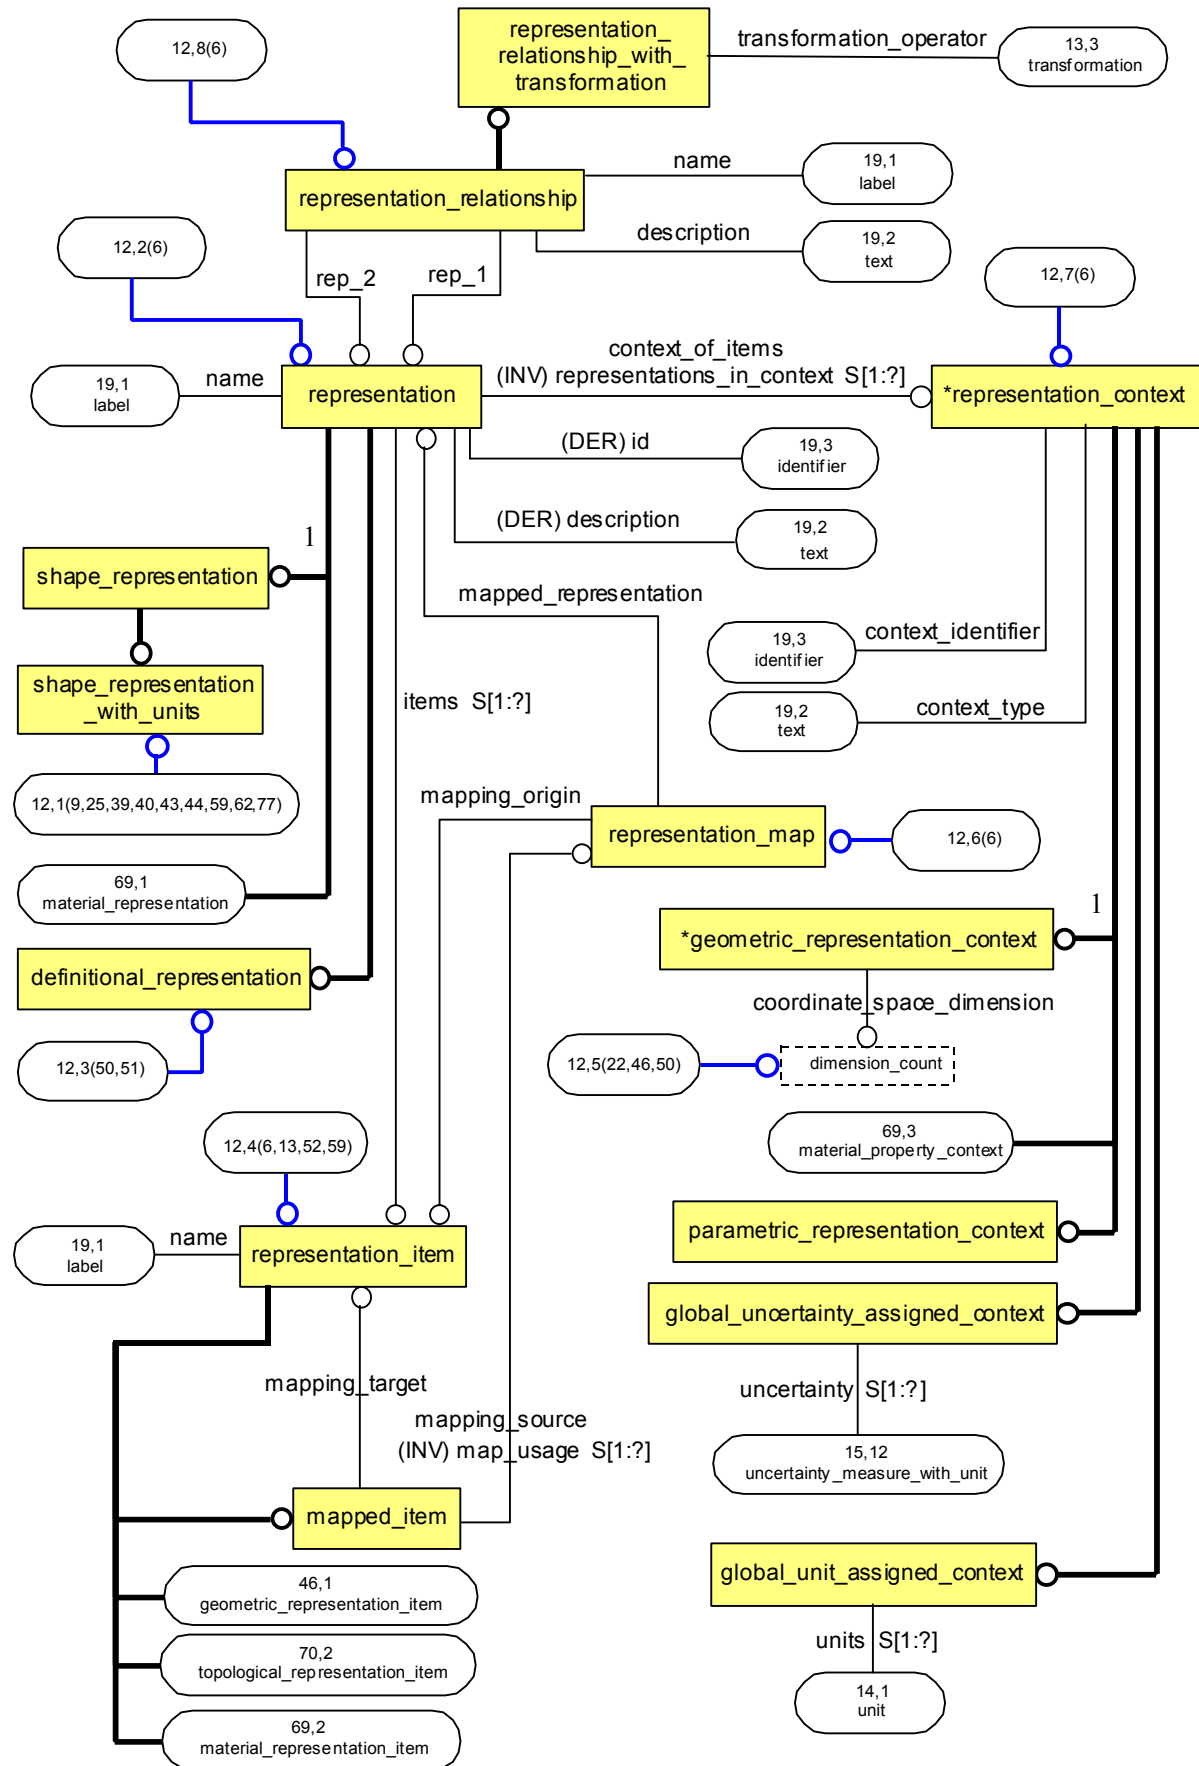 12,8(6)
representation_
relationship_with_
transformation
transformation_operator
13,3
transformation
name
19,1
label
representation_relationship
description
19,2
text
12,2(6)
rep_2
rep_1
12,7(6)
context_of_items
(INV) representations_in_context S[1:?]
name
19,1
label
representation
*representation_context
(DER) id
19,3
identifier
(DER) description
19,2
text
1
shape_representation
mapped_representation
context_identifier
19,3
identifier
shape_representation
_with_units
items S[1:?]
context_type
19,2
text
12,1(9,25,39,40,43,44,59,62,77)
mapping_origin
representation_map
12,6(6)
69,1
material_representation
1
*geometric_representation_context
definitional_representation
coordinate_space_dimension
12,3(50,51)
12,5(22,46,50)
dimension_count
12,4(6,13,52,59)
69,3
material_property_context
parametric_representation_context
name
19,1
label
representation_item
global_uncertainty_assigned_context
mapping_target
uncertainty S[1:?]
mapping_source
(INV) map_usage S[1:?]
15,12
uncertainty_measure_with_unit
mapped_item
global_unit_assigned_context
46,1
geometric_representation_item
units S[1:?]
70,2
topological_representation_item
14,1
unit
69,2
material_representation_item